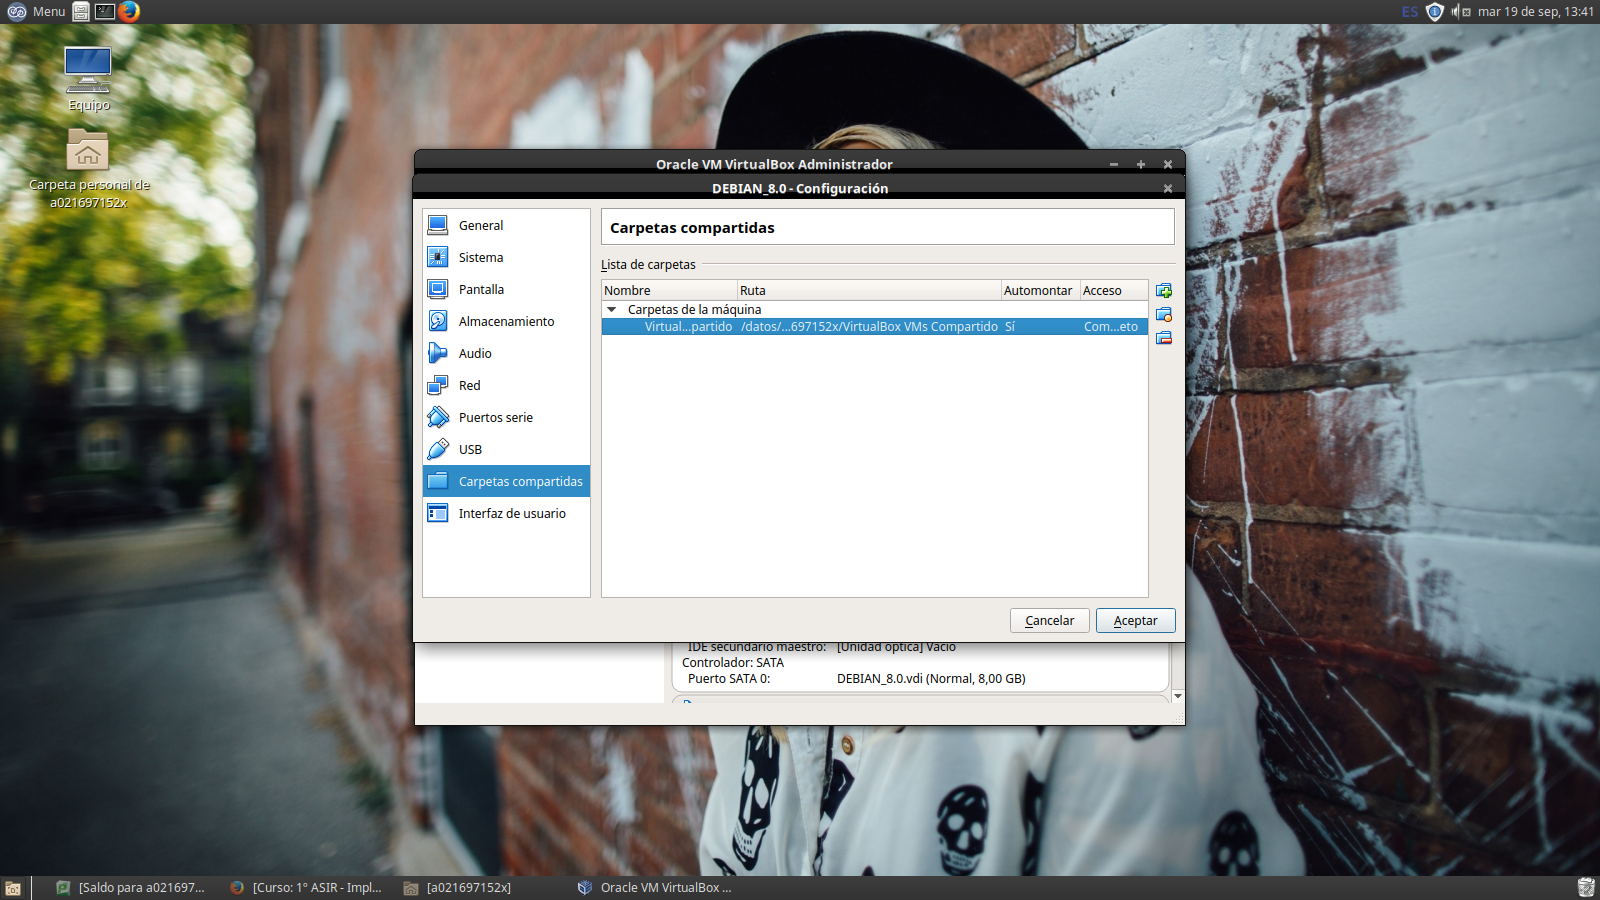 Menu
ES
mar 19 de sep, 13:41
Equipo
Carpeta personal de
a021697152x
Oracle VM VirtualBox Administrador
DEBIAN_8.0 - Configuración
General
Sistema
Pantalla
Almacenamiento
Audio
Red
Puertos serie
USB
Carpetas compartidas
Interfaz de usuario
Carpetas compartidas
Lista de carpetas
Nombre Ruta Automontar Acceso
Carpetas de la máquina
Virtual...partido /datos/...697152x/VirtualBox VMs Compartido Sí Com...eto
Cancelar Aceptar
IDE secundario maestro: [Unidad óptica] Vacío
Controlador: SATA
Puerto SATA 0: DEBIAN_8.0.vdi (Normal, 8,00 GB)
[Saldo para a021697... [Curso: 1º ASIR - Impl... [a021697152x] Oracle VM VirtualBox ...